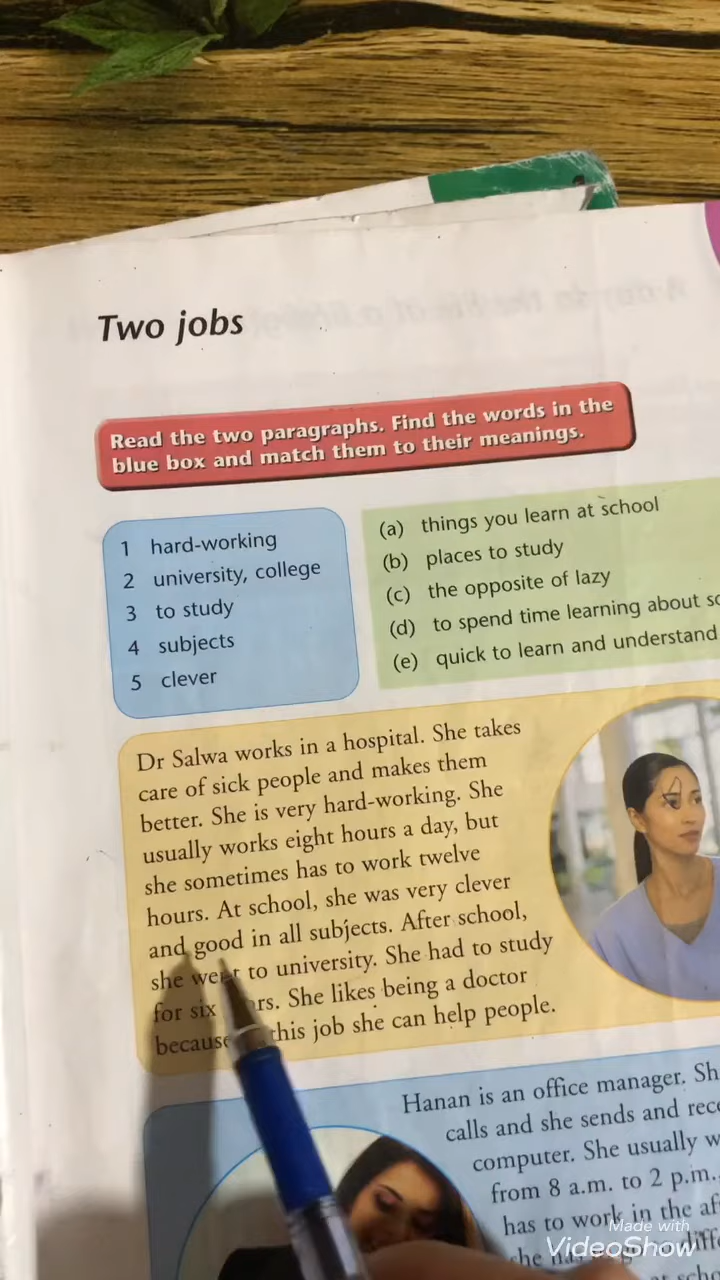 Two jobs
Read the two paragraphs. Find the words in the
blue box and match them to their meanings.
1 hard-working
2 university, college
3 to study
4 subjects
5 clever
(a) things you learn at school
(b) places to study
(c) the opposite of lazy
(d) to spend time learning about
(e) quick to learn and understand
Dr Salwa works in a hospital. She takes
care of sick people and makes them
better. She is very hard-working. She
usually works eight hours a day, but
she sometimes has to work twelve
hours. At school, she was very clever
and good in all subjects. After school,
she went to university. She had to study
for six She likes being a doctor
because this job she can help people.
Hanan is an office manager.
calls and she sends and
computer. She usually
from 8 a.m. to 2 p.m.
has to work in the
she
Made with
VideoShow